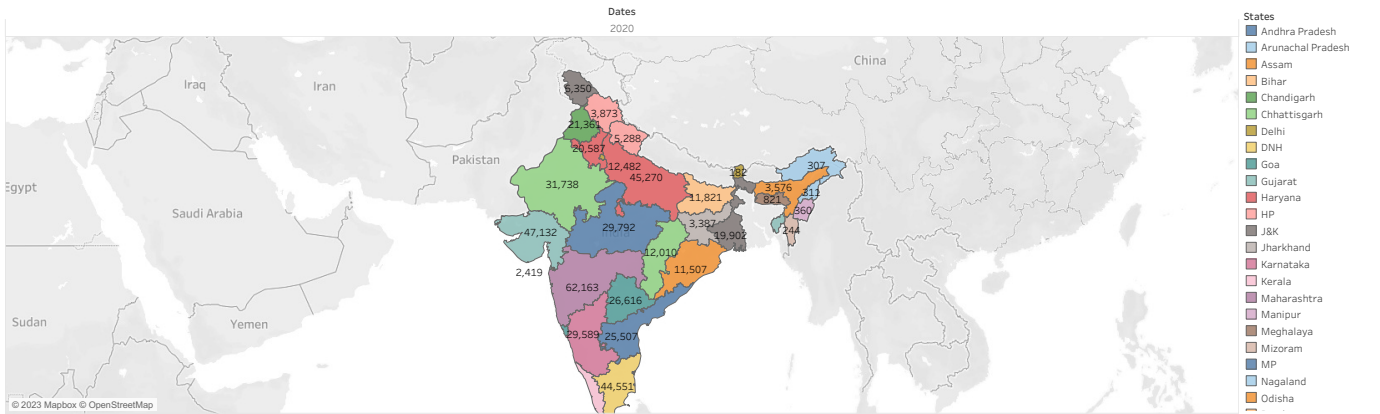 Dates
2020
States
Andhra Pradesh
Arunachal Pradesh
Assam
Bihar
Chandigarh
Chhattisgarh
Delhi
DNH
Goa
Gujarat
Haryana
HP
J&K
Jharkhand
Karnataka
Kerala
Maharashtra
Manipur
Meghalaya
Mizoram
MP
Nagaland
Odisha
China
Iraq
Iran
Pakistan
Egypt
Saudi Arabia
Sudan
Yemen
3,873
21,361
5,288
20,587
12,482
45,270
31,738
182
307
3,576
311
821
360
11,821
3,387
244
19,902
29,792
47,132
12,010
2,419
11,507
62,163
26,616
29,589
25,507
44,551
© 2023 Mapbox © OpenStreetMap